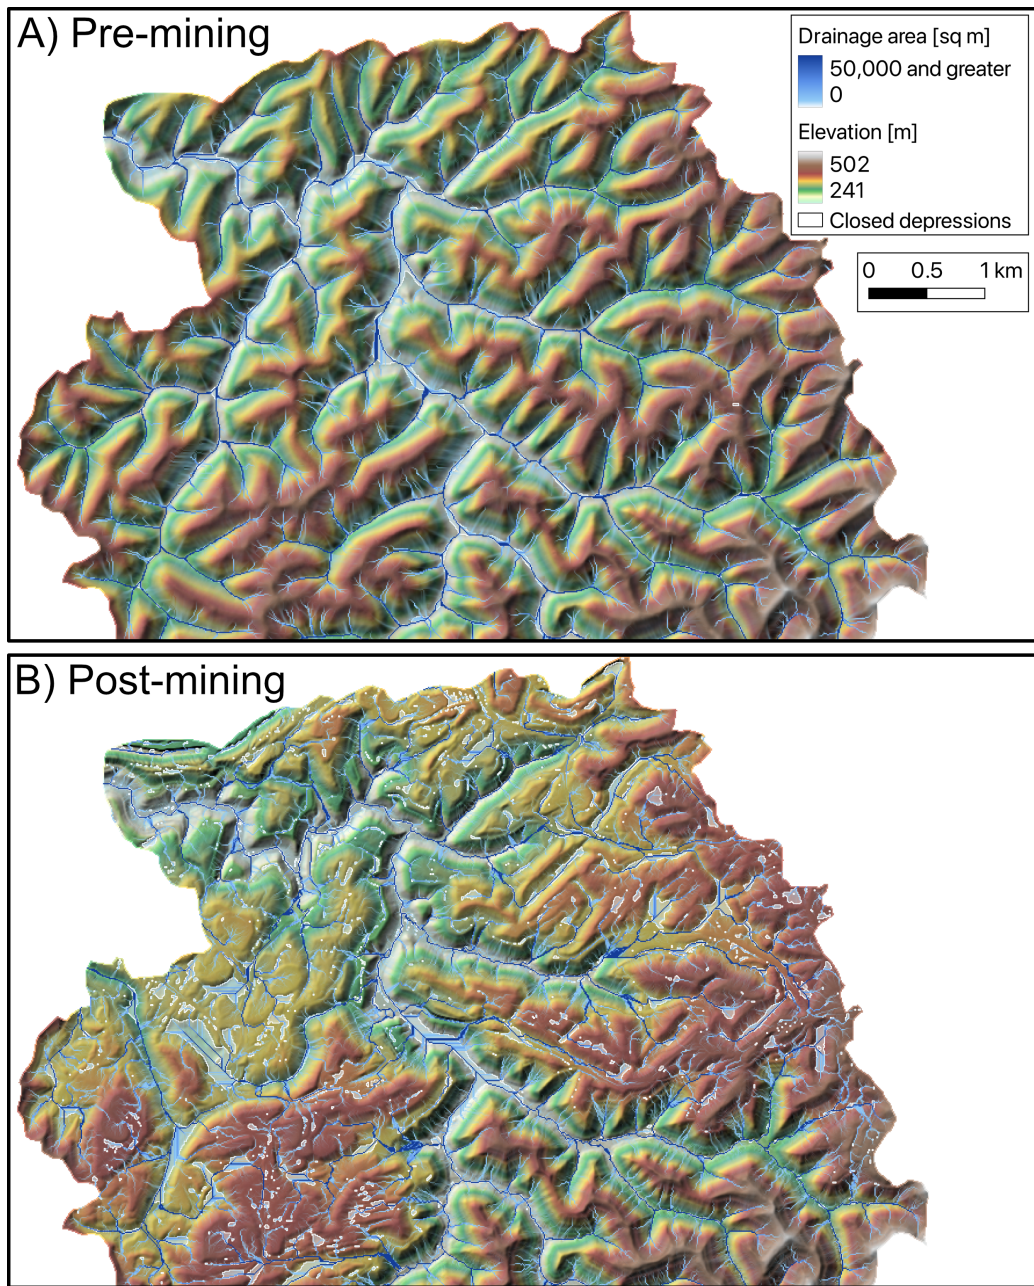 A) Pre-mining
Drainage area [sq m]
50,000 and greater
0
Elevation [m]
502
241
Closed depressions
0 0.5 1 km
B) Post-mining